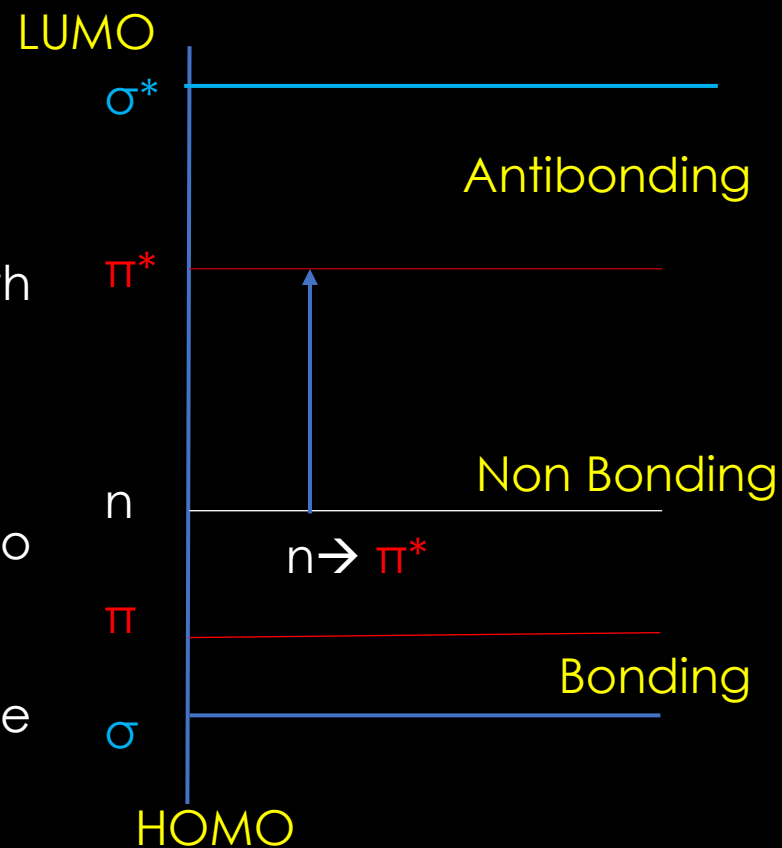 LUMO
σ*
Antibonding
h
π*
Non Bonding
n
o
n→ π*
π
Bonding
e
σ
HOMO